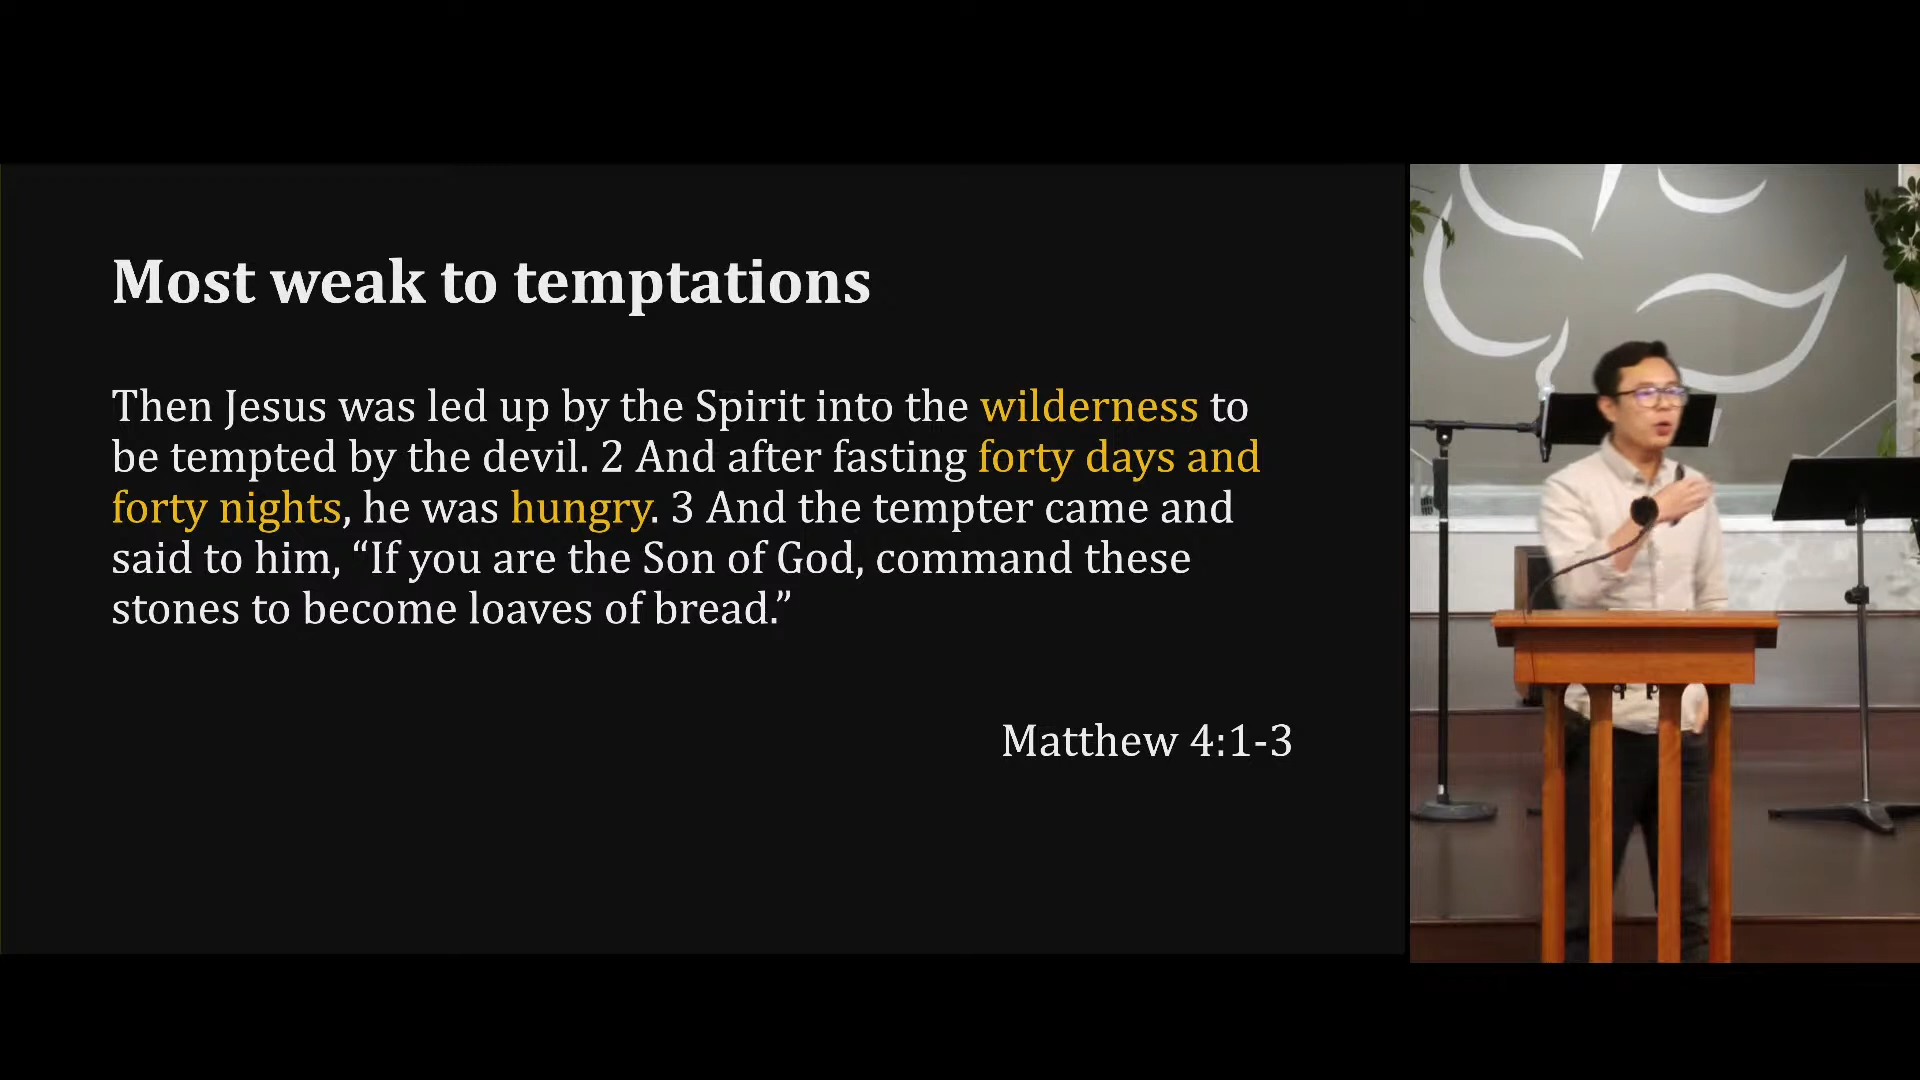 Most weak to temptations
Then Jesus was led up by the Spirit into the wilderness to
be tempted by the devil. 2 And after fasting forty days and
forty nights, he was hungry. 3 And the tempter came and
said to him, “If you are the Son of God, command these
stones to become loaves of bread.”
Matthew 4:1-3